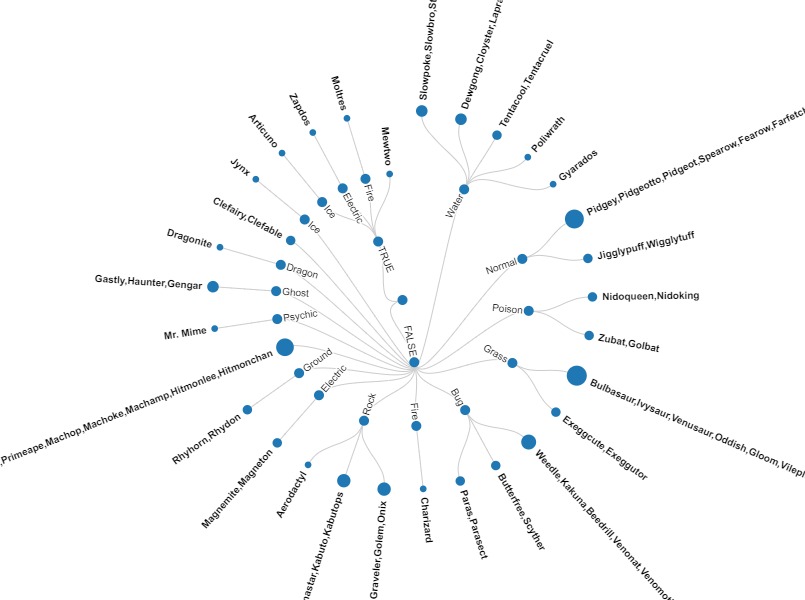 Slowpoke,Slowbro,
Dewgong,Cloyster,
Tentacool,Tentacruel
Poliwrath
Gyarados
Water
Pidgey,Pidgeotto,Pidgeot,Spearow,Fearow,Farfetch
Normal
Jigglypuff,Wigglytuff
Poison
Nidoqueen,Nidoking
Zubat,Golbat
Grass
Bulbasaur,Ivysaur,Venusaur,Oddish,Gloom,Vilepl
Exeggcute,Exeggutor
Bug
Weedle,Kakuna,Beedrill,Venonat,Venomot
Butterfree,Scyther
Paras,Parasect
Fire
Charizard
Rock
Graveler,Golem,Onix
nastar,Kabuto,Kabutops
Aerodactyl
Electric
Magnemite,Magneton
Ground
Rhyhorn,Rhydon
,Primeape,Machop,Machoke,Machamp,Hitmonlee,Hitmonchan
Psychic
Mr. Mime
Ghost
Gastly,Haunter,Gengar
Dragon
Dragonite
Clefairy,Clefable
Ice
Jynx
FALSE
TRUE
Ice
Articuno
Electric
Zapdos
Fire
Moltres
Mewtwo